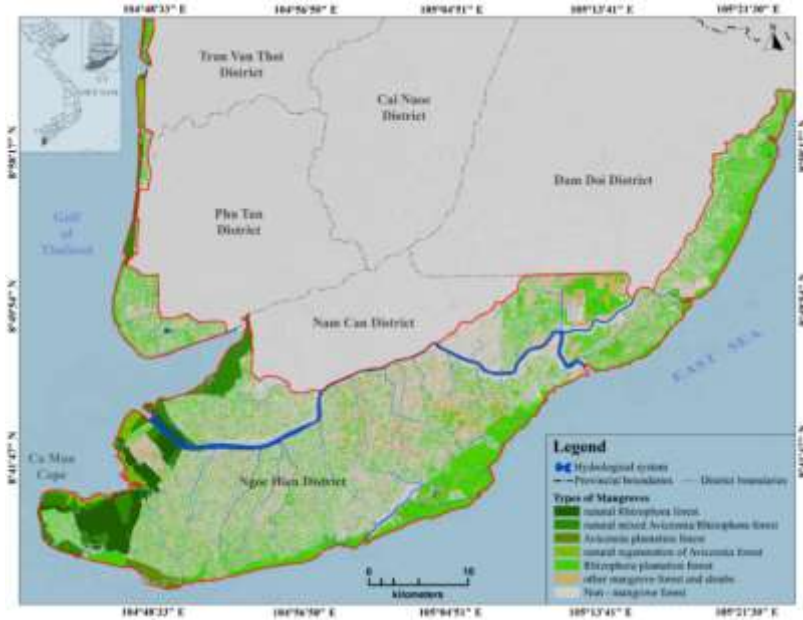 104°48'33" E 104°56'50" E 105°04'51" E 105°13'41" E 105°21'30" E
Tran Van Thoi
District
Cai Nuoc
District
Dam Doi District
Phu Tan
District
Gulf
of
Thailand
Nam Can District
EAST SEA
Ca Mau
Cape
Ngoc Hien District
8°41'47" N
Legend
Hydrological system
Provincial boundaries District boundaries
Types of Mangroves
natural Rhizophora forest
natural mixed Avicennia/Rhizophora forest
Avicennia plantation forest
natural regeneration of Avicennia forest
Rhizophora plantation forest
other mangrove forest and shrubs
Non - mangrove forest
0 10
kilometers
104°48'33" E 104°56'50" E 105°04'51" E 105°13'41" E 105°21'30" E